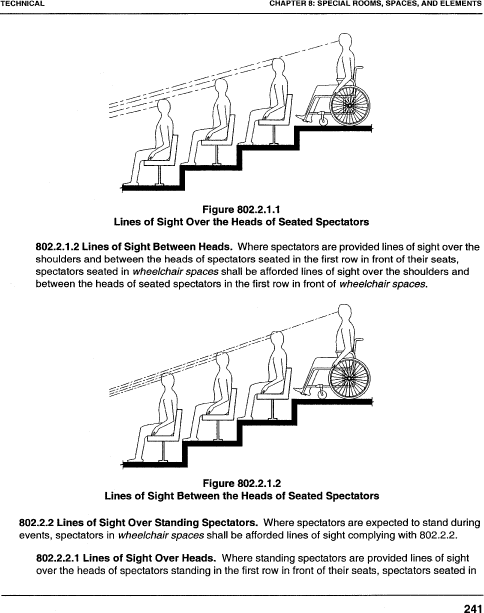 TECHNICAL
CHAPTER 8: SPECIAL ROOMS, SPACES, AND ELEMENTS
Figure 802.2.1.1
Lines of Sight Over the Heads of Seated Spectators
802.2.1.2 Lines of Sight Between Heads. Where spectators are provided lines of sight over the
shoulders and between the heads of spectators seated in the first row in front of their seats,
spectators seated in wheelchair spaces shall be afforded lines of sight over the shoulders and
between the heads of seated spectators in the first row in front of wheelchair spaces.
Figure 802.2.1.2
Lines of Sight Between the Heads of Seated Spectators
802.2.2 Lines of Sight Over Standing Spectators. Where spectators are expected to stand during
events, spectators in wheelchair spaces shall be afforded lines of sight complying with 802.2.2.
802.2.2.1 Lines of Sight Over Heads. Where standing spectators are provided lines of sight
over the heads of spectators standing in the first row in front of their seats, spectators seated in
241